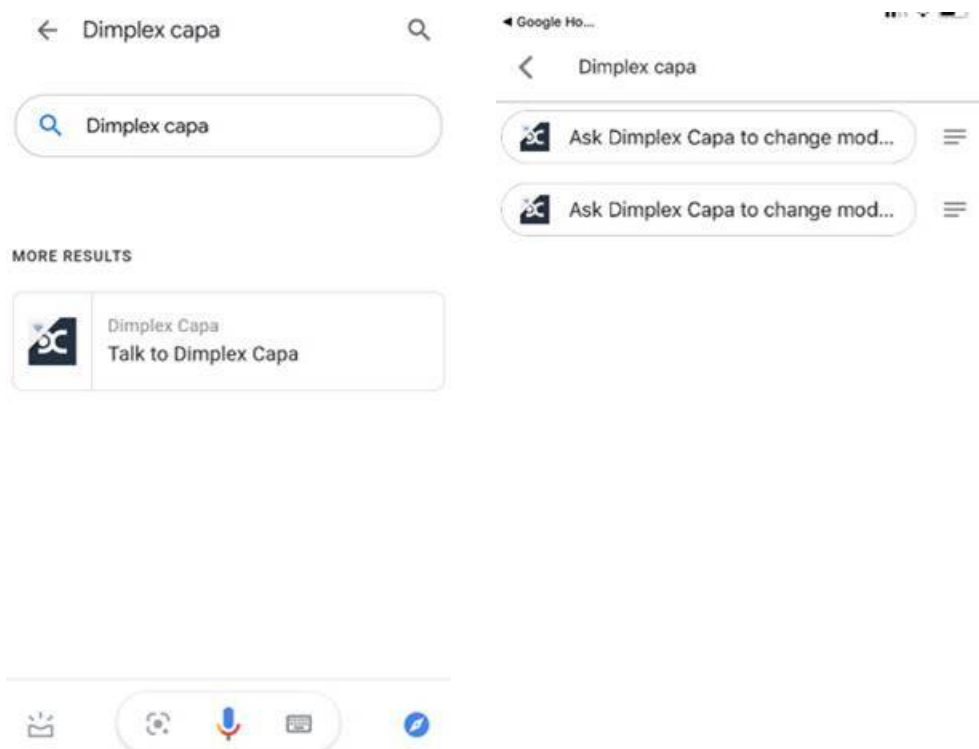 Dimplex capa
Dimplex capa
MORE RESULTS
Dimplex Capa
Talk to Dimplex Capa
Google Ho...
Dimplex capa
Ask Dimplex Capa to change mod...
Ask Dimplex Capa to change mod...